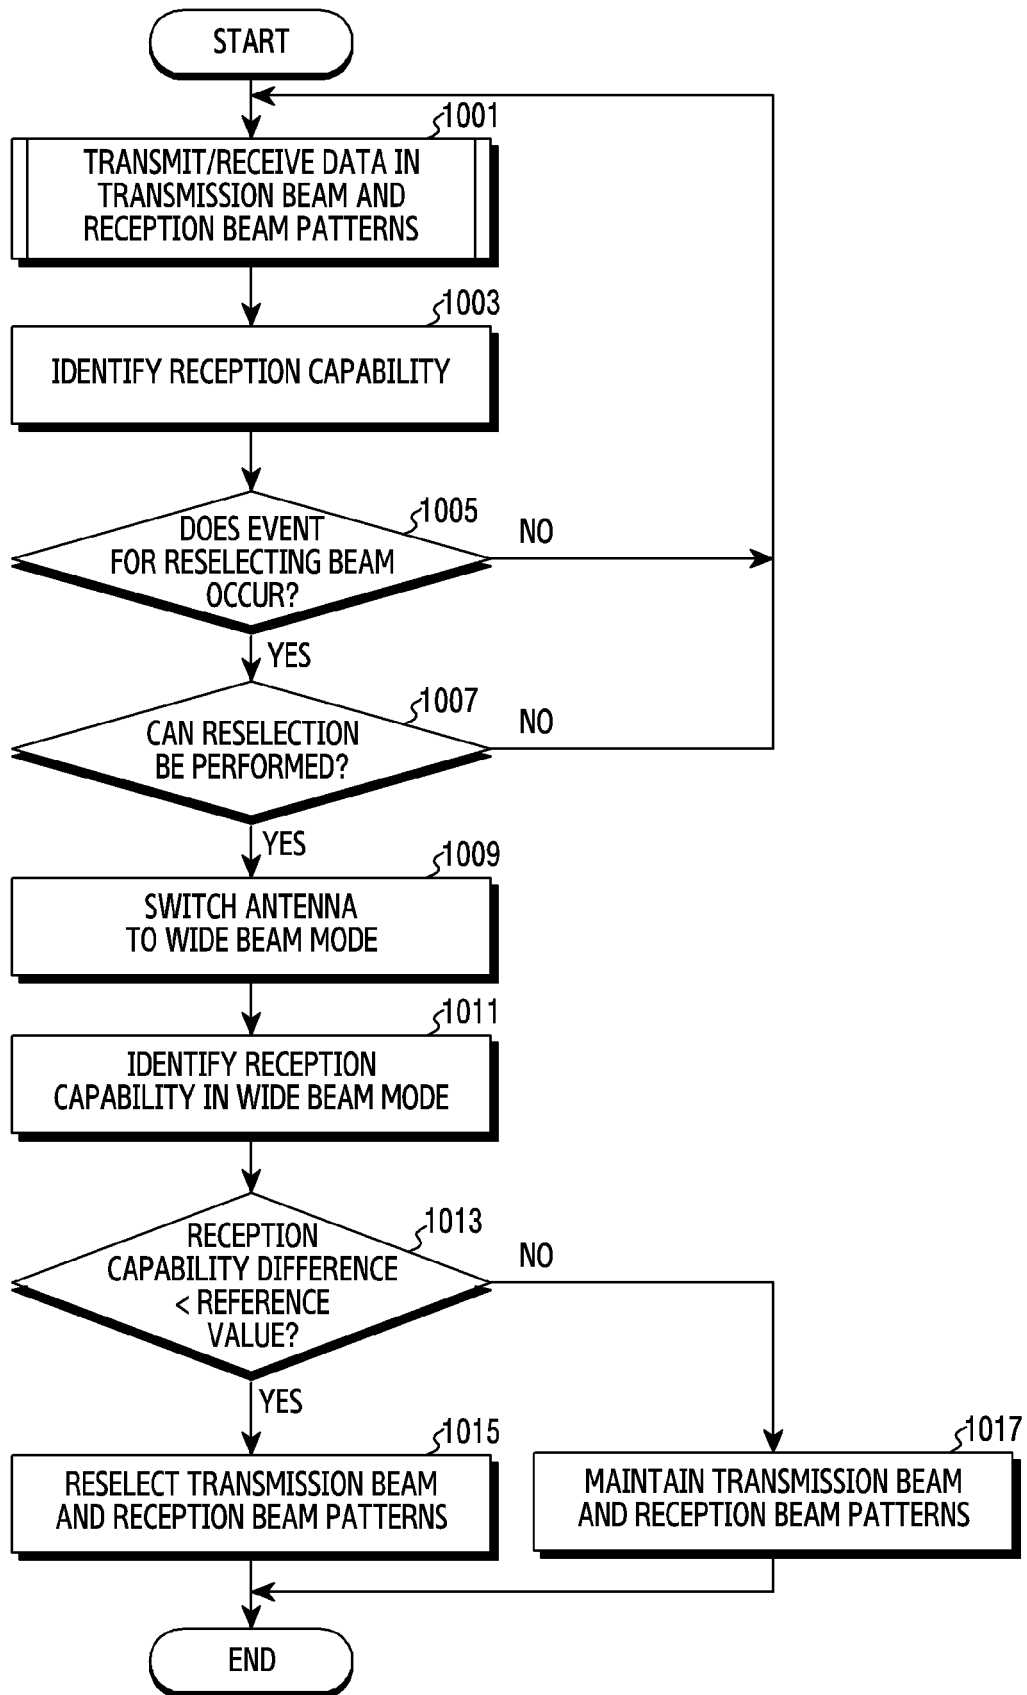 START
1001
TRANSMIT/RECEIVE DATA IN
TRANSMISSION BEAM AND
RECEPTION BEAM PATTERNS
1003
IDENTIFY RECEPTION CAPABILITY
1005
DOES EVENT
FOR RESELECTING BEAM
OCCUR?
NO
YES
1007
CAN RESELECTION
BE PERFORMED?
NO
YES
1009
SWITCH ANTENNA
TO WIDE BEAM MODE
1011
IDENTIFY RECEPTION
CAPABILITY IN WIDE BEAM MODE
1013
RECEPTION
CAPABILITY DIFFERENCE
< REFERENCE
VALUE?
NO
YES
1015
RESELECT TRANSMISSION BEAM
AND RECEPTION BEAM PATTERNS
1017
MAINTAIN TRANSMISSION BEAM
AND RECEPTION BEAM PATTERNS
END